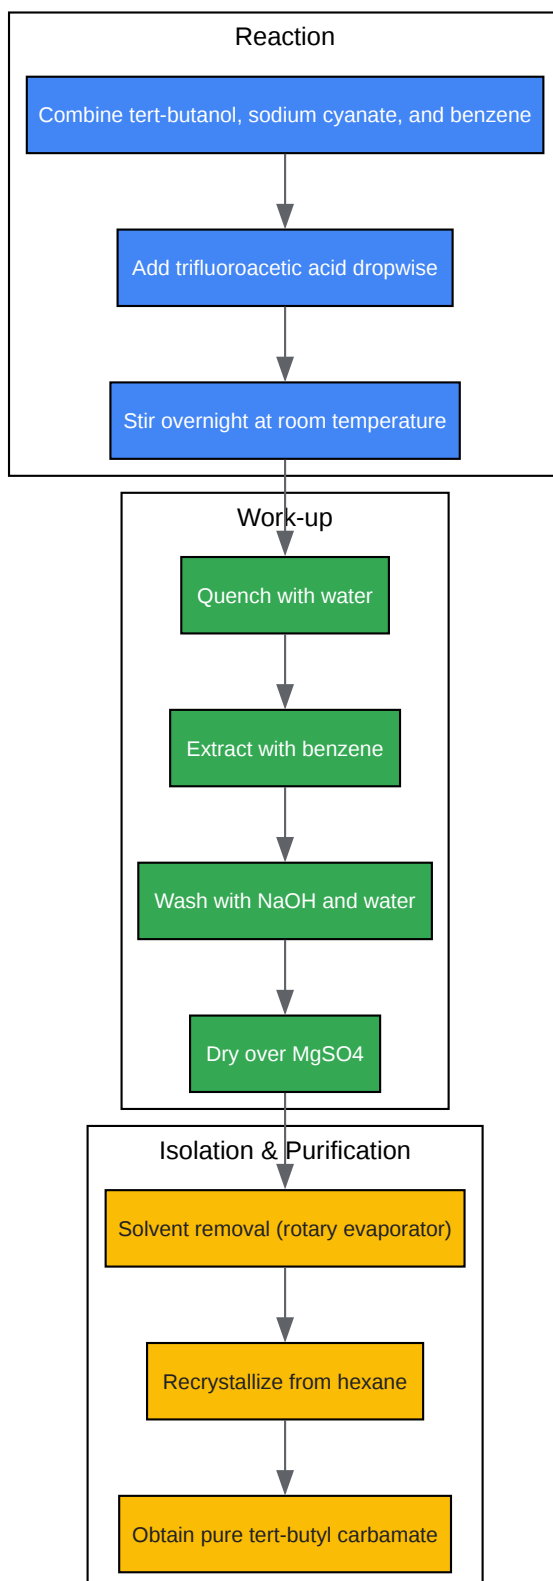 Reaction
Combine tert-butanol, sodium cyanate, and benzene
Add trifluoroacetic acid dropwise
Stir overnight at room temperature
Work-up
Quench with water
Extract with benzene
Wash with NaOH and water
Dry over MgSO4
Isolation & Purification
Solvent removal (rotary evaporator)
Recrystallize from hexane
Obtain pure tert-butyl carbamate